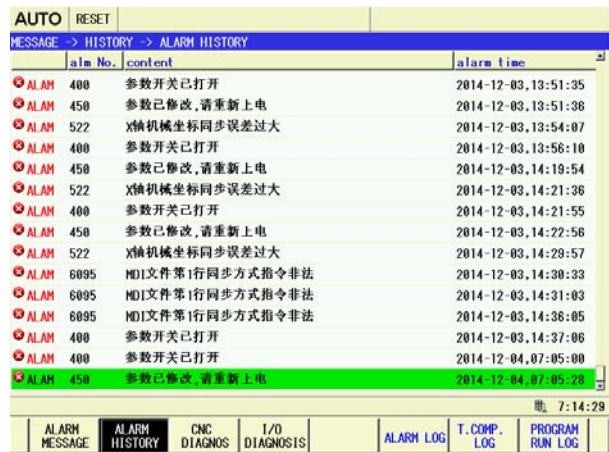 AUTO RESET
MESSAGE -> HISTORY -> ALARM HISTORY
alm No. content alarm time
ALAM 400 参数开关已打开 2014-12-03,13:51:35
ALAM 450 参数已修改,请重新上电 2014-12-03,13:51:36
ALAM 522 X轴机械坐标同步误差过大 2014-12-03,13:54:07
ALAM 400 参数开关已打开 2014-12-03,13:56:10
ALAM 450 参数已修改,请重新上电 2014-12-03,14:19:54
ALAM 522 X轴机械坐标同步误差过大 2014-12-03,14:21:36
ALAM 400 参数开关已打开 2014-12-03,14:21:55
ALAM 450 参数已修改,请重新上电 2014-12-03,14:22:56
ALAM 522 X轴机械坐标同步误差过大 2014-12-03,14:29:57
ALAM 6095 MDI文件第1行同步方式指令非法 2014-12-03,14:30:33
ALAM 6095 MDI文件第1行同步方式指令非法 2014-12-03,14:31:03
ALAM 6095 MDI文件第1行同步方式指令非法 2014-12-03,14:36:05
ALAM 400 参数开关已打开 2014-12-03,14:37:06
ALAM 400 参数开关已打开 2014-12-04,07:05:00
ALAM 450 参数已修改,请重新上电 2014-12-04,07:05:28
7:14:29
ALARM MESSAGE
ALARM HISTORY
CNC DIAGNOS
I/O DIAGNOSIS
ALARM LOG
T.COMP. LOG
PROGRAM RUN LOG